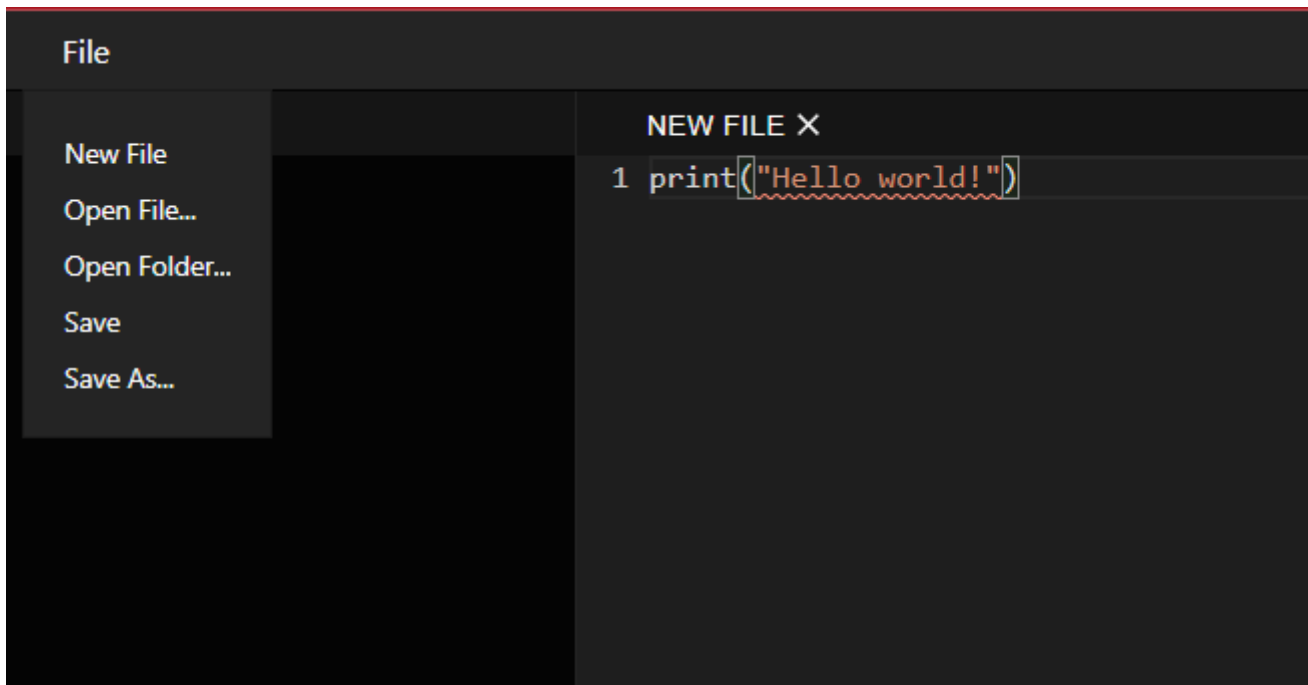 File
New File
Open File...
Open Folder...
Save
Save As...
NEW FILE ×
1 print("Hello world!")